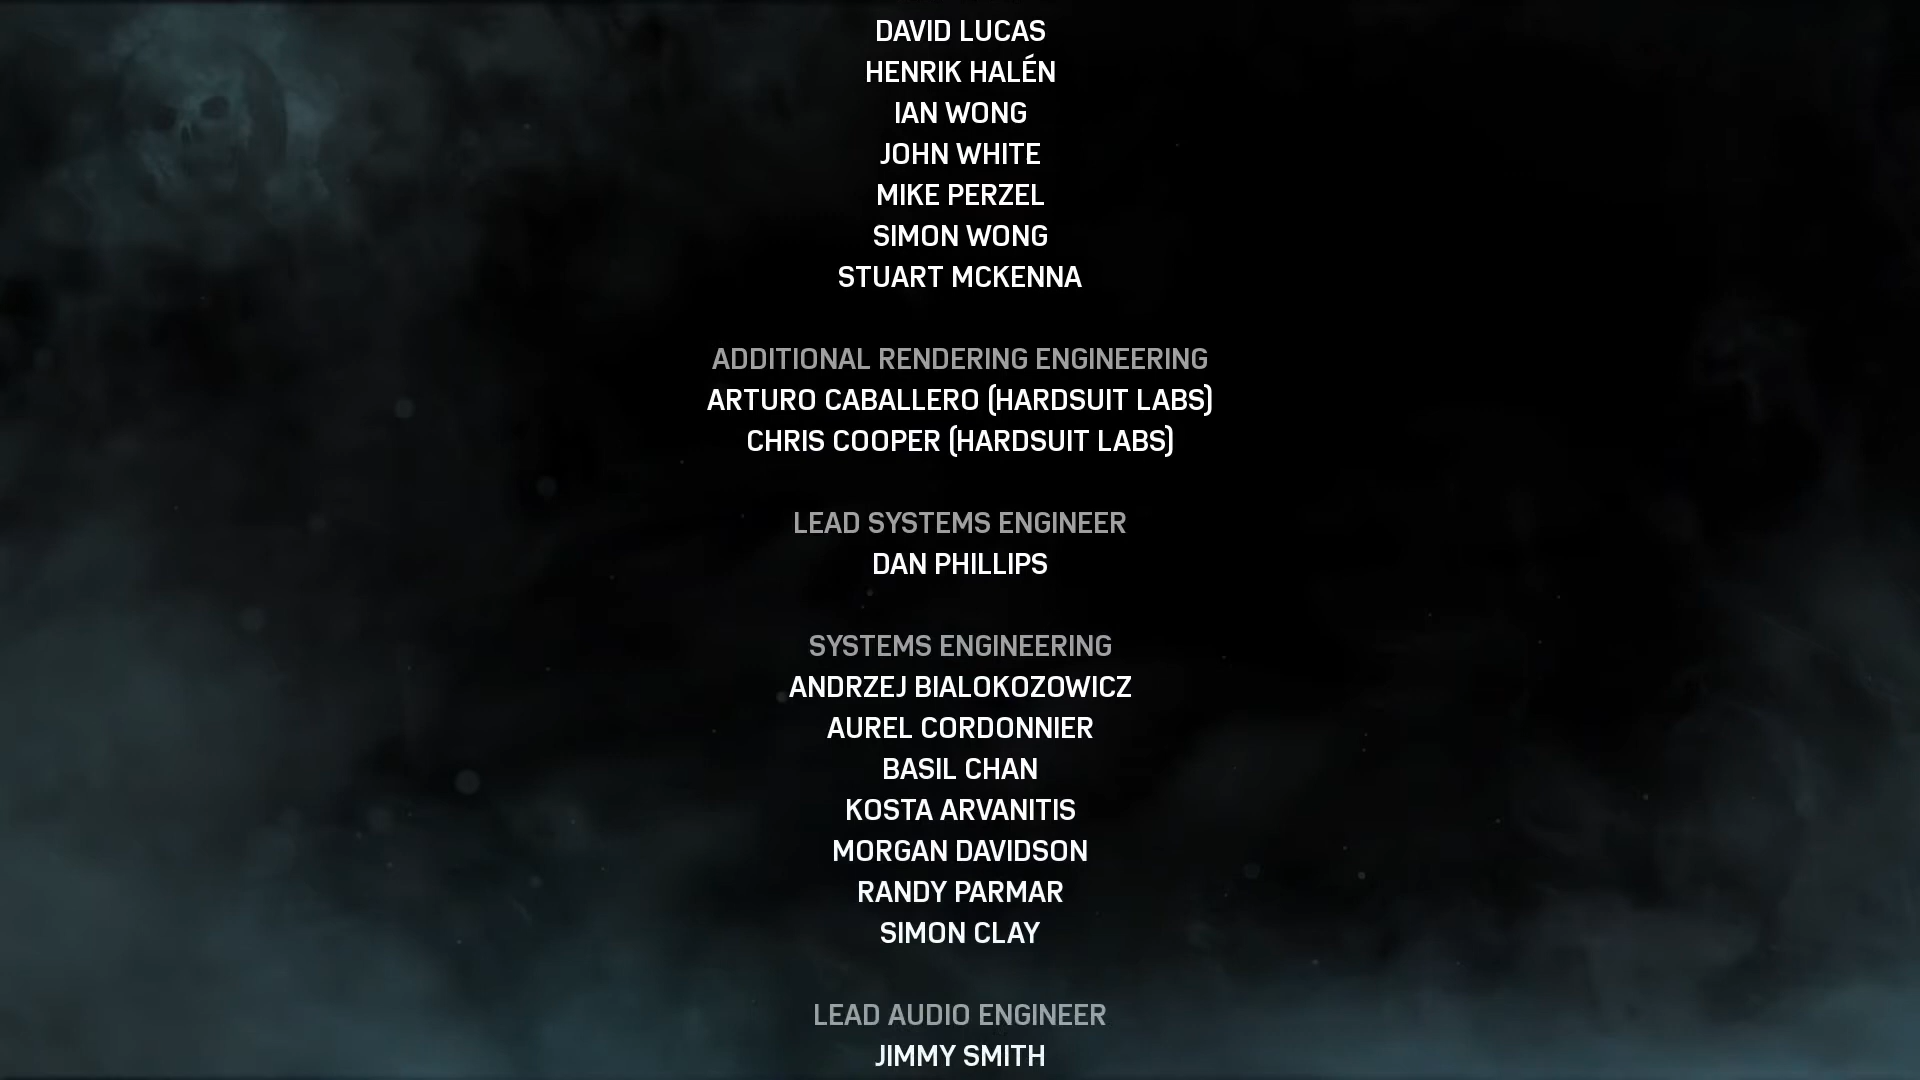 DAVID LUCAS
HENRIK HALÉN
IAN WONG
JOHN WHITE
MIKE PERZEL
SIMON WONG
STUART MCKENNA
ADDITIONAL RENDERING ENGINEERING
ARTURO CABALLERO (HARDSUIT LABS)
CHRIS COOPER (HARDSUIT LABS)
LEAD SYSTEMS ENGINEER
DAN PHILLIPS
SYSTEMS ENGINEERING
ANDRZEJ BIALOKOZOWICZ
AUREL CORDONNIER
BASIL CHAN
KOSTA ARVANITIS
MORGAN DAVIDSON
RANDY PARMAR
SIMON CLAY
LEAD AUDIO ENGINEER
JIMMY SMITH